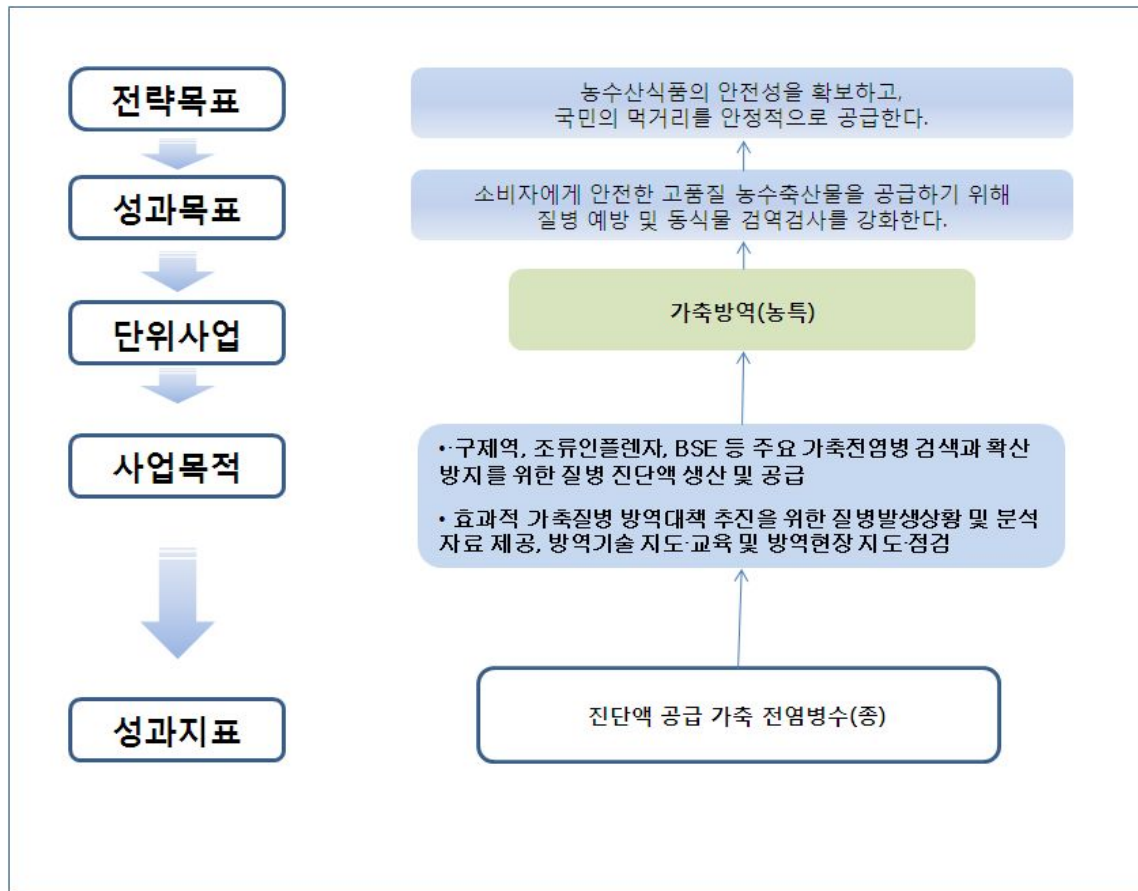 전략목표
농수산식품의 안전성을 확보하고,
국민의 먹거리를 안정적으로 공급한다.
성과목표
소비자에게 안전한 고품질 농수축산물을 공급하기 위해
질병 예방 및 동식물 검역검사를 강화한다.
단위사업
가축방역(농특)
사업목적
•·구제역, 조류인플렌자, BSE 등 주요 가축전염병 검색과 확산
방지를 위한 질병 진단액 생산 및 공급
• 효과적 가축질병 방역대책 추진을 위한 질병발생상황 및 분석
자료 제공, 방역기술 지도·교육 및 방역현장 지도·점검
성과지표
진단액 공급 가축 전염병수(종)